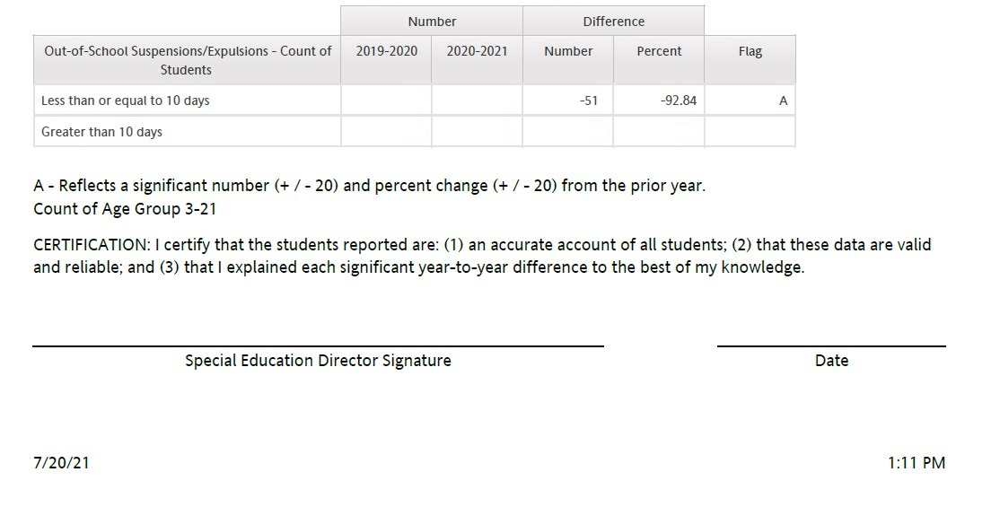 Number Difference
Out-of-School Suspensions/Expulsions - Count of Students 2019-2020 2020-2021 Number Percent Flag
Less than or equal to 10 days -51 -92.84 A
Greater than 10 days
A - Reflects a significant number (+ / - 20) and percent change (+ / - 20) from the prior year.
Count of Age Group 3-21
CERTIFICATION: I certify that the students reported are: (1) an accurate account of all students; (2) that these data are valid
and reliable; and (3) that I explained each significant year-to-year difference to the best of my knowledge.
Special Education Director Signature Date
7/20/21 1:11 PM